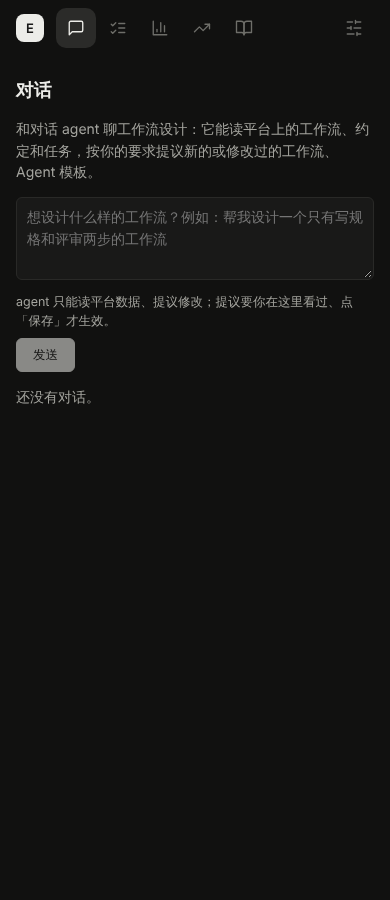 E
对话
和对话 agent 聊工作流设计：它能读平台上的工作流、约
定和任务，按你的要求提议新的或修改过的工作流、
Agent 模板。
想设计什么样的工作流？例如：帮我设计一个只有写规
格和评审两步的工作流
agent 只能读平台数据、提议修改；提议要你在这里看过、点
「保存」才生效。
发送
还没有对话。